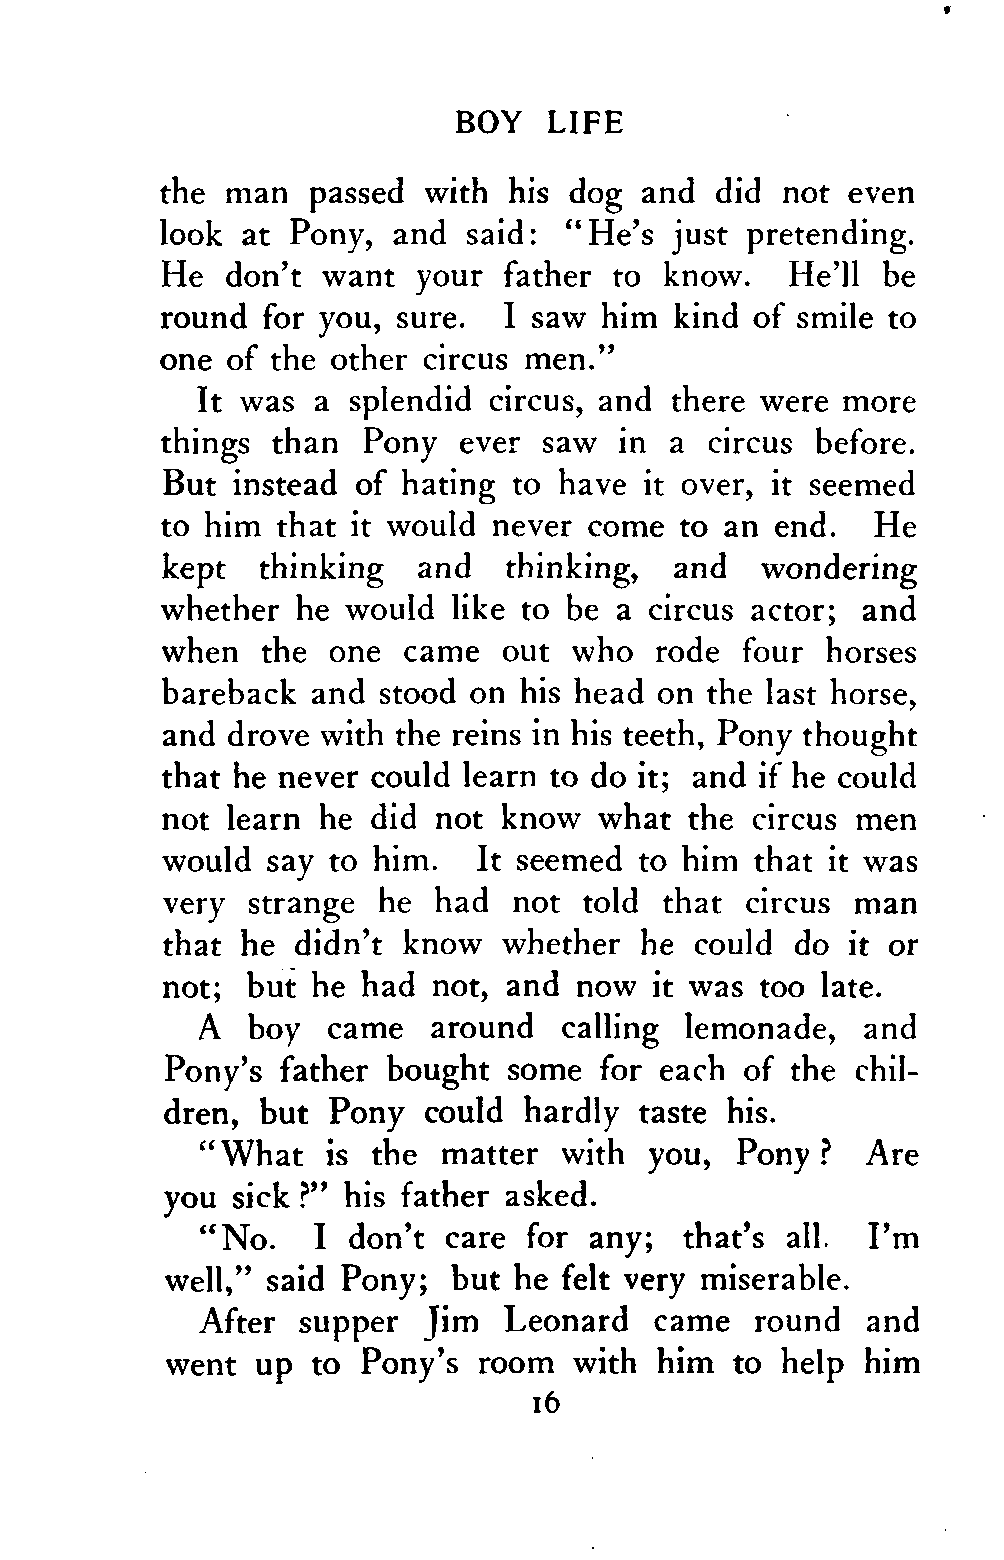 BOY LIFE
the man passed with his dog and did not even
look at Pony, and said: “He’s just pretending.
He don’t want your father to know. He’ll be
round for you, sure. I saw him kind of smile to
one of the other circus men.”
It was a splendid circus, and there were more
things than Pony ever saw in a circus before.
But instead of hating to have it over, it seemed
to him that it would never come to an end. He
kept thinking and thinking, and wondering
whether he would like to be a circus actor; and
when the one came out who rode four horses
bareback and stood on his head on the last horse,
and drove with the reins in his teeth, Pony thought
that he never could learn to do it; and if he could
not learn he did not know what the circus men
would say to him. It seemed to him that it was
very strange he had not told that circus man
that he didn’t know whether he could do it or
not; but he had not, and now it was too late.
A boy came around calling lemonade, and
Pony’s father bought some for each of the chil-
dren, but Pony could hardly taste his.
“What is the matter with you, Pony? Are
you sick?” his father asked.
“No. I don’t care for any; that’s all. I’m
well,” said Pony; but he felt very miserable.
After supper Jim Leonard came round and
went up to Pony’s room with him to help him
16